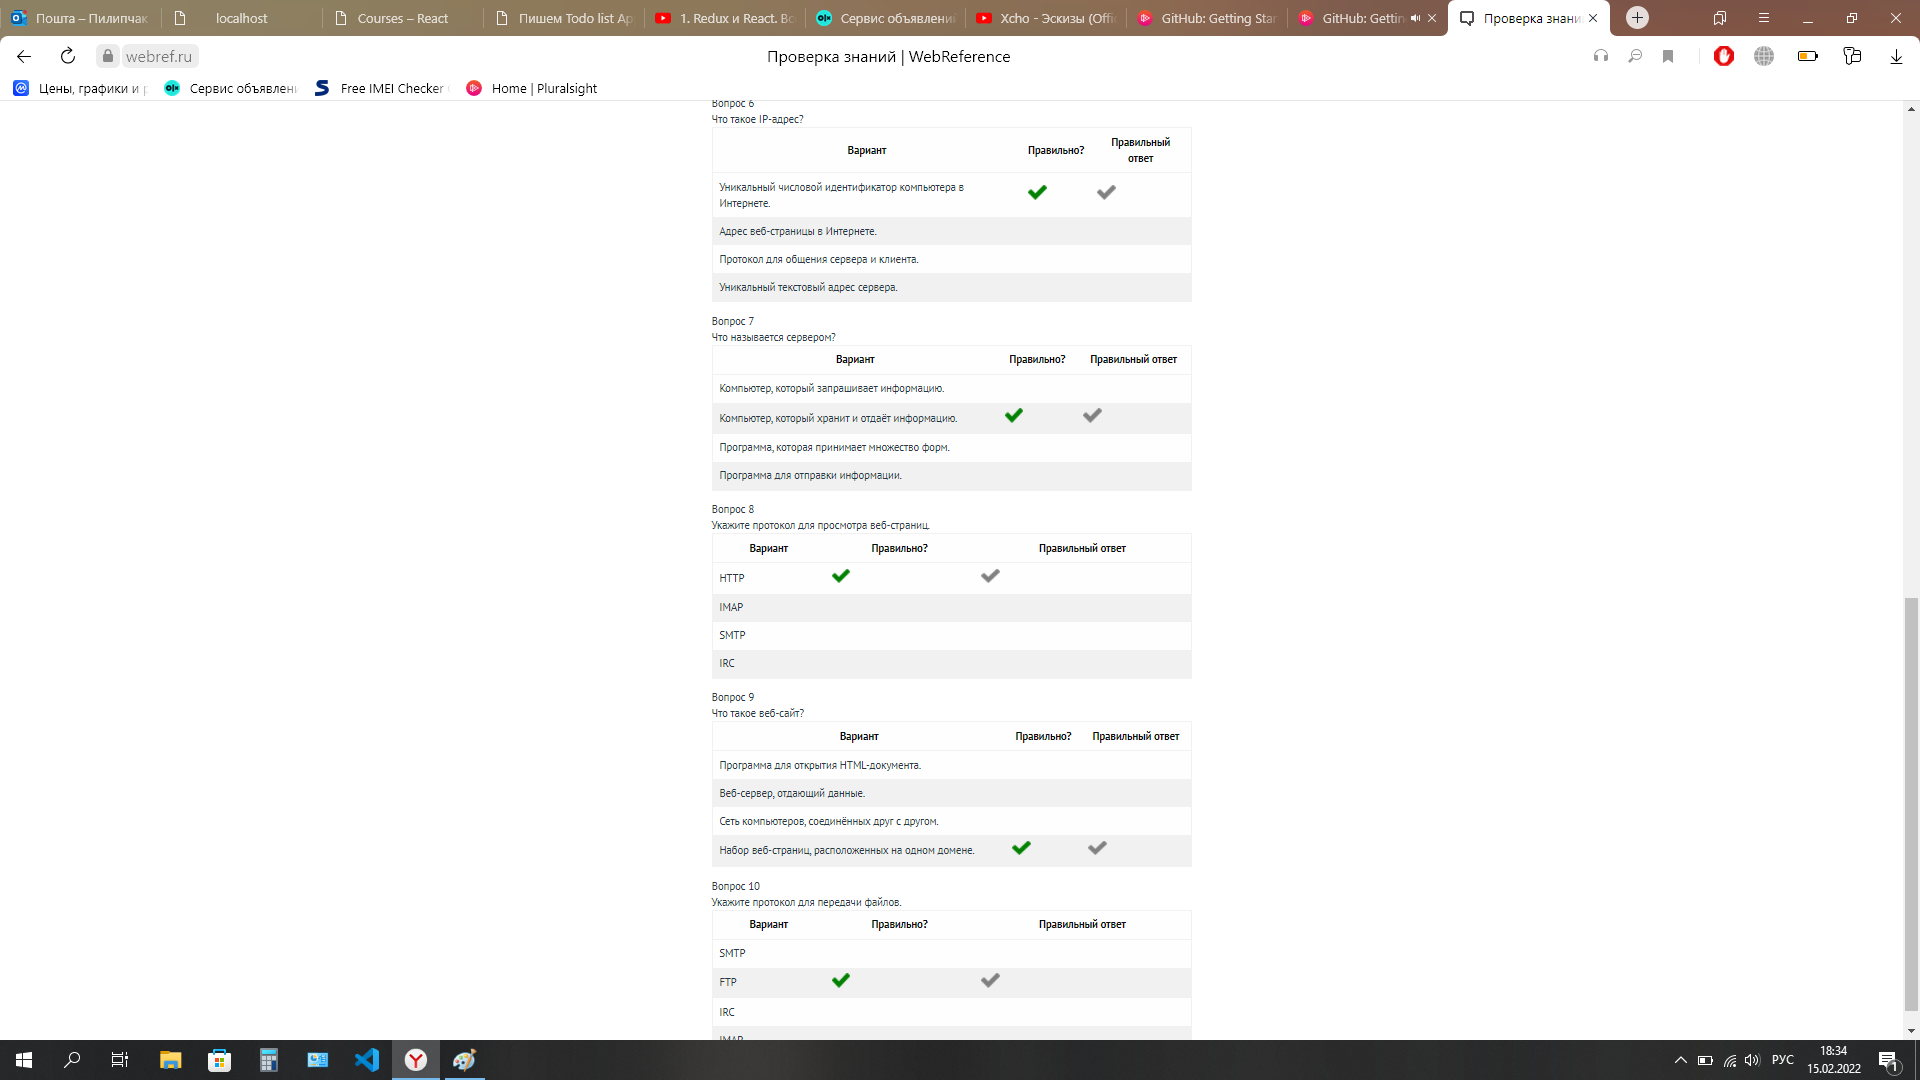 Пошта – Пилипчак
localhost
Courses – React
Пишем Todo list Ap
1. Redux и React. Во
Сервис объявлени
Xcho - Эскизы (Offic
GitHub: Getting Star
GitHub: Gettin
Проверка знани
webref.ru
Проверка знаний | WebReference
Цены, графики и р
Сервис объявлени
Free IMEI Checker
Home | Pluralsight
Вопрос 6
Что такое IP-адрес?
Вариант Правильно? Правильный
ответ
Уникальный числовой идентификатор компьютера в
Интернете.
Адрес веб-страницы в Интернете.
Протокол для общения сервера и клиента.
Уникальный текстовый адрес сервера.
Вопрос 7
Что называется сервером?
Вариант Правильно? Правильный ответ
Компьютер, который запрашивает информацию.
Компьютер, который хранит и отдаёт информацию.
Программа, которая принимает множество форм.
Программа для отправки информации.
Вопрос 8
Укажите протокол для просмотра веб-страниц.
Вариант Правильно? Правильный ответ
HTTP
IMAP
SMTP
IRC
Вопрос 9
Что такое веб-сайт?
Вариант Правильно? Правильный ответ
Программа для открытия HTML-документа.
Веб-сервер, отдающий данные.
Сеть компьютеров, соединённых друг с другом.
Набор веб-страниц, расположенных на одном домене.
Вопрос 10
Укажите протокол для передачи файлов.
Вариант Правильно? Правильный ответ
SMTP
FTP
IRC
IMAP
РУС
18:34
15.02.2022
1